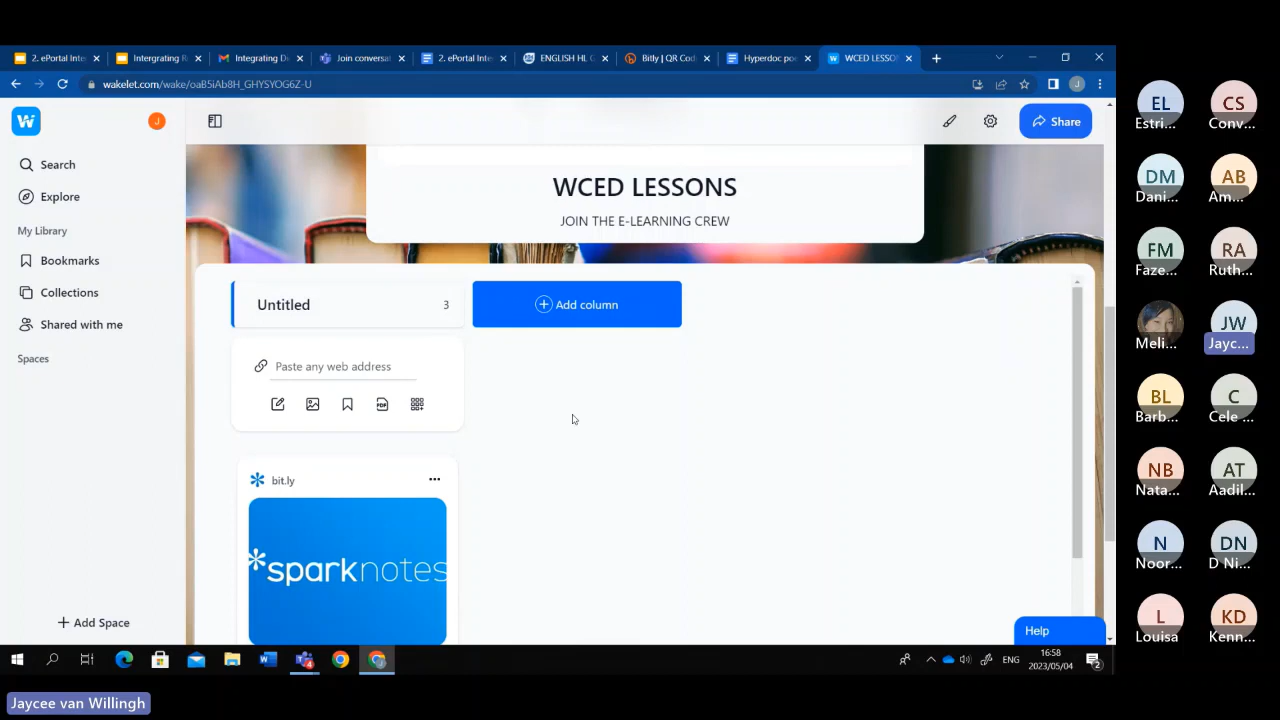 2. ePortal Inte
Intergrating R
Integrating Di
Join conversat
2. ePortal Inte
ENGLISH HL G
Bitly | QR Cod
Hyperdoc poe
WCED LESSO
wakelet.com/wake/oaB5iAb8H_GHYSYOG6Z-U
J
W
J
Share
Search
Explore
My Library
Bookmarks
Collections
Shared with me
Spaces
Add Space
WCED LESSONS
JOIN THE E-LEARNING CREW
Untitled 3
Add column
Paste any web address
PDF
bit.ly
sparknotes
Help
ENG
16:58
2023/05/04
2
4
Jaycee van Willingh
EL
Estri...
CS
Conv...
DM
Dani...
AB
Am...
FM
Faze...
RA
Ruth...
Meli...
JW
Jayc...
BL
Barb...
C
Cele ...
NB
Nata...
AT
Aadil...
N
Noor...
DN
D Ni...
L
Louisa
KD
Kenn...